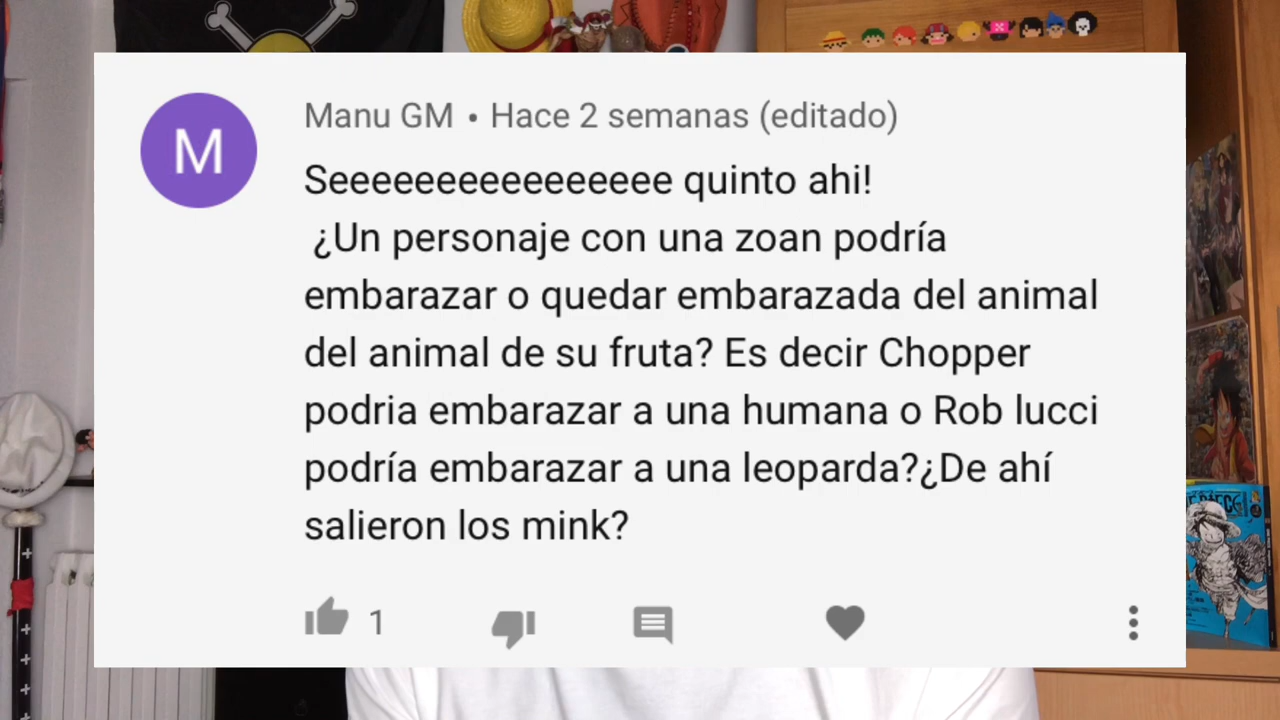 M
Manu GM • Hace 2 semanas (editado)
Seeeeeeeeeeeeeeee quinto ahi!
¿Un personaje con una zoan podría
embarazar o quedar embarazada del animal
del animal de su fruta? Es decir Chopper
podria embarazar a una humana o Rob lucci
podría embarazar a una leoparda?¿De ahí
salieron los mink?
1